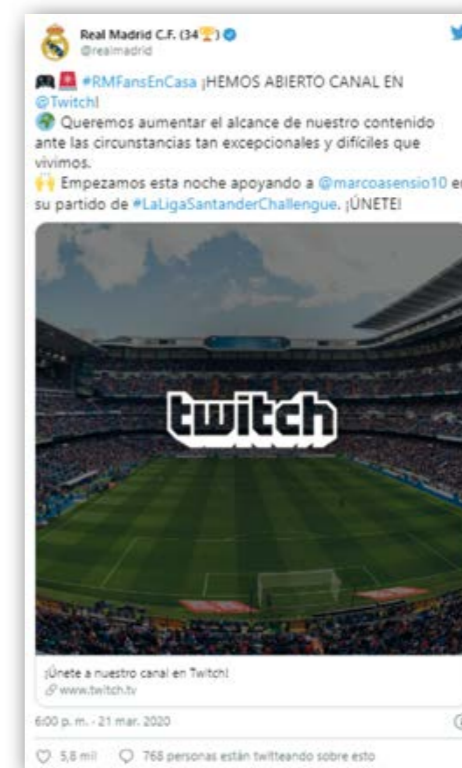 Real Madrid C.F. (34🏆)
@realmadrid
🎮🚨 #RMFansEnCasa ¡HEMOS ABIERTO CANAL EN
@Twitch!
🌍 Queremos aumentar el alcance de nuestro contenido
ante las circunstancias tan excepcionales y difíciles que
vivimos.
🙌 Empezamos esta noche apoyando a @marcoasensio10 en
su partido de #LaLigaSantanderChallengue. ¡ÚNETE!
twitch
¡Únete a nuestro canal en Twitch!
www.twitch.tv
6:00 p. m. · 21 mar. 2020
5,8 mil 768 personas están twitteando sobre esto